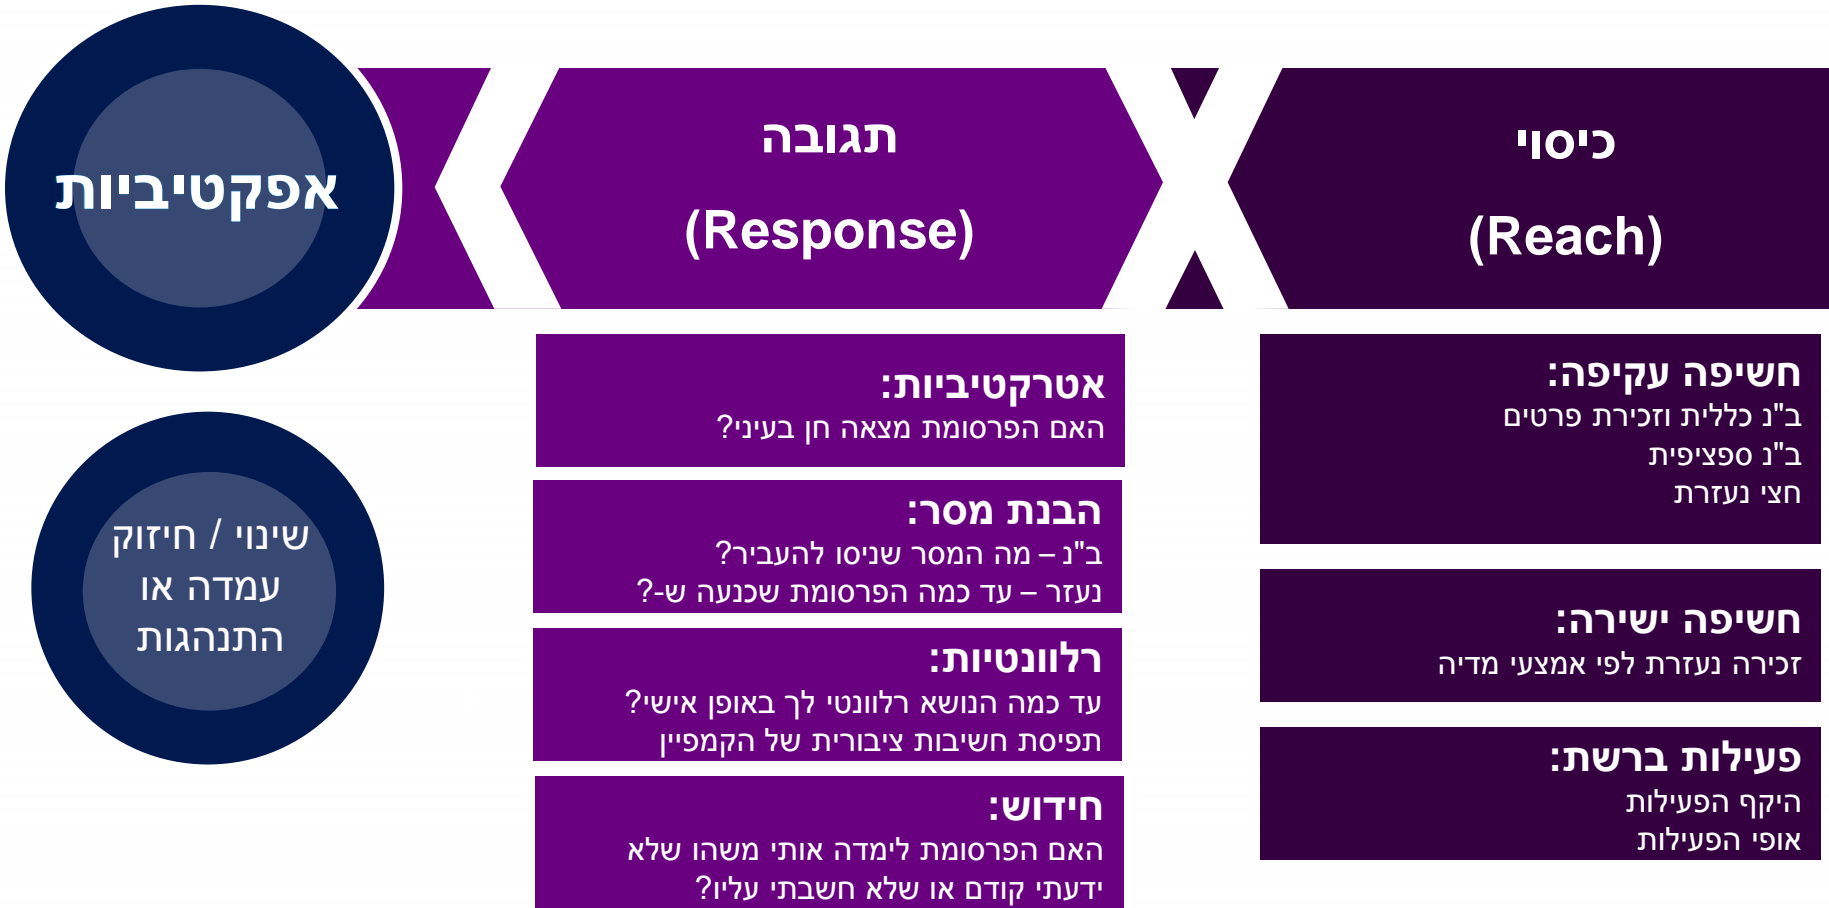 כיסוי
(Reach)
חשיפה עקיפה:
ב"נ כללית וזכירת פרטים
ב"נ ספציפית
חצי נעזרת
חשיפה ישירה:
זכירה נעזרת לפי אמצעי מדיה
פעילות ברשת:
היקף הפעילות
אופי הפעילות
תגובה
(Response)
אטרקטיביות:
האם הפרסומת מצאה חן בעיני?
הבנת מסר:
ב"נ – מה המסר שניסו להעביר?
נעזר – עד כמה הפרסומת שכנעה ש-?
רלוונטיות:
עד כמה הנושא רלוונטי לך באופן אישי?
תפיסת חשיבות ציבורית של הקמפיין
חידוש:
האם הפרסומת לימדה אותי משהו שלא
ידעתי קודם או שלא חשבתי עליו?
אפקטיביות
שינוי / חיזוק
עמדה או
התנהגות